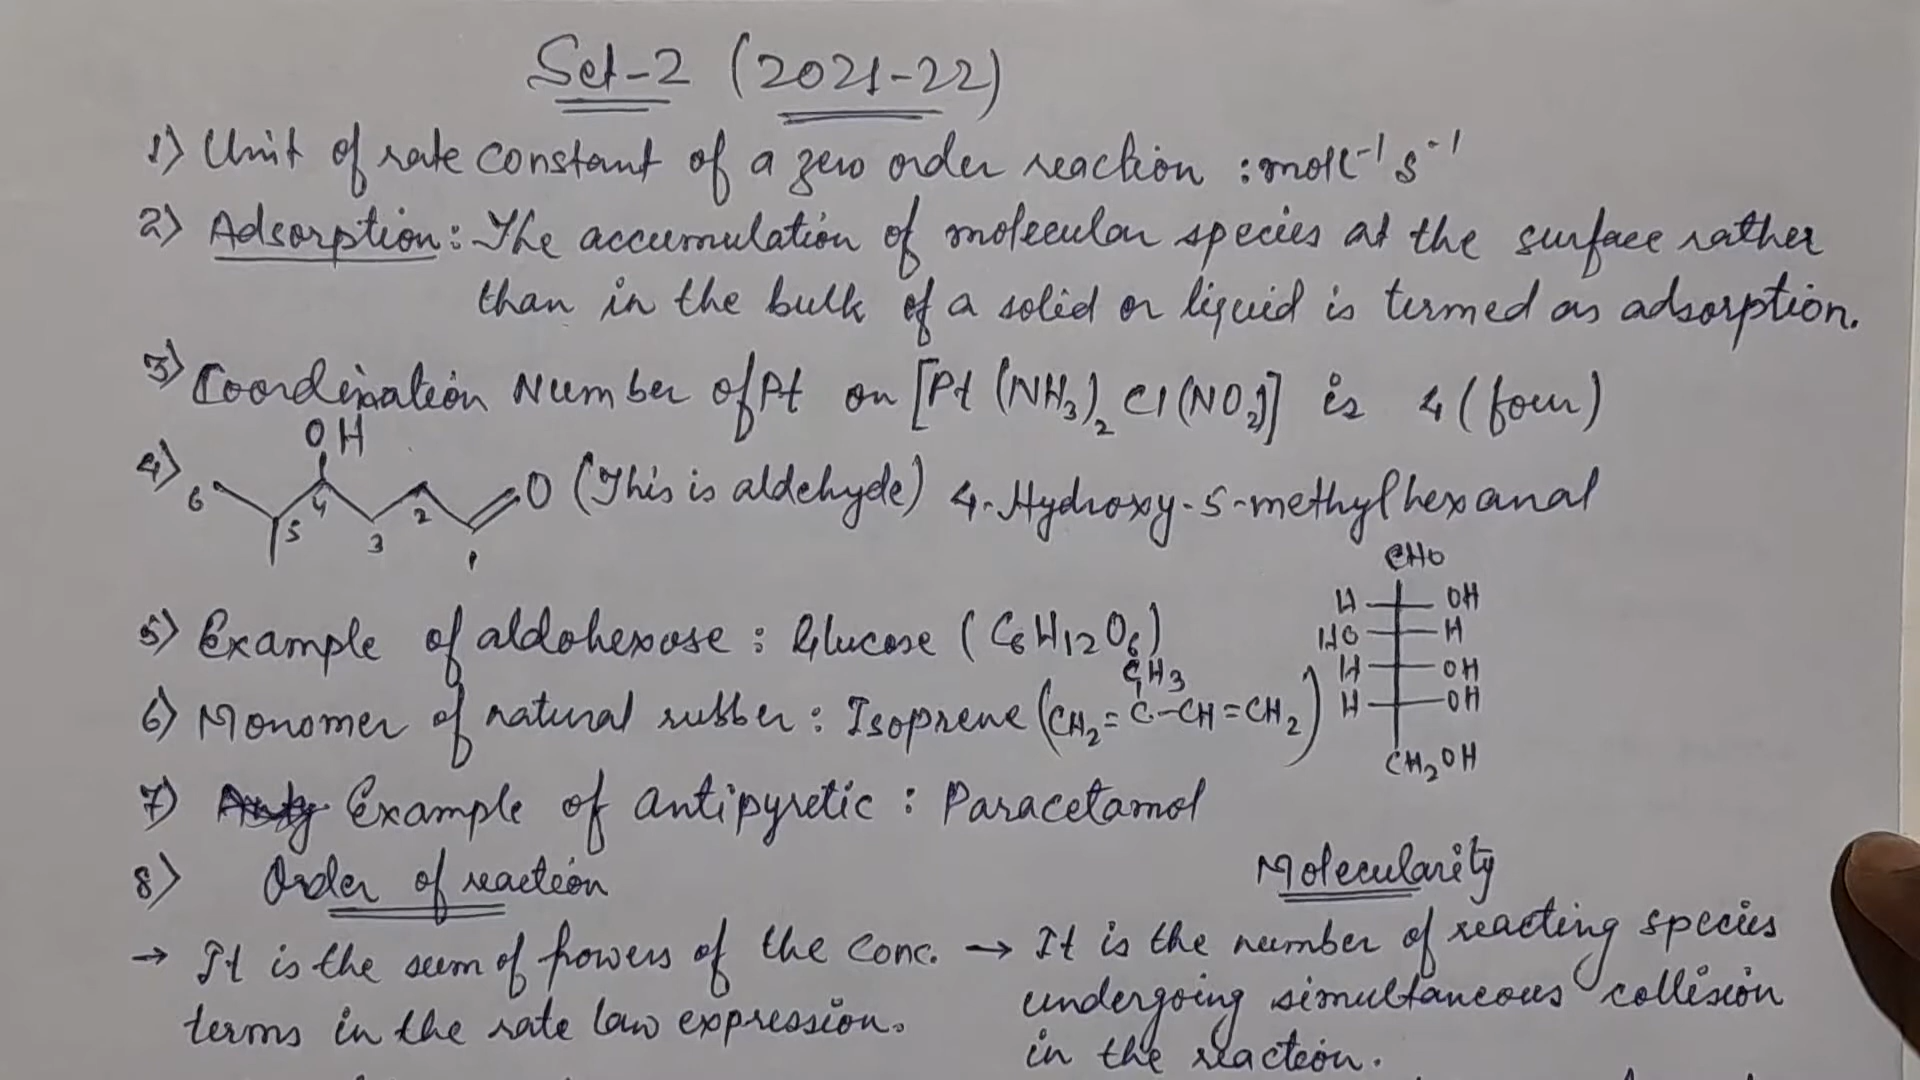 Set-2 (2021-22)
1) Unit of rate constant of a zero order reaction : mol L⁻¹ s⁻¹
2) Adsorption: The accumulation of molecular species at the surface rather
than in the bulk of a solid or liquid is termed as adsorption.
3) Coordination Number of Pt on [Pt (NH₃)₂ Cl(NO₂)] is 4 (four)
OH
4) 6 5 4 3 2 1 O (This is aldehyde) 4-Hydroxy-5-methylhexanal
CHO
H OH
5) Example of aldohexose : Glucose (C₆H₁₂O₆)
HO H
CH₃
H OH
6) Monomer of natural rubber : Isoprene (CH₂=C-CH=CH₂)
H OH
CH₂OH
7) Example of antipyretic : Paracetamol
8) Order of reaction
Molecularity
→ It is the sum of powers of the conc.
terms in the rate law expression.
→ It is the number of reacting species
undergoing simultaneous collision
in the reaction.